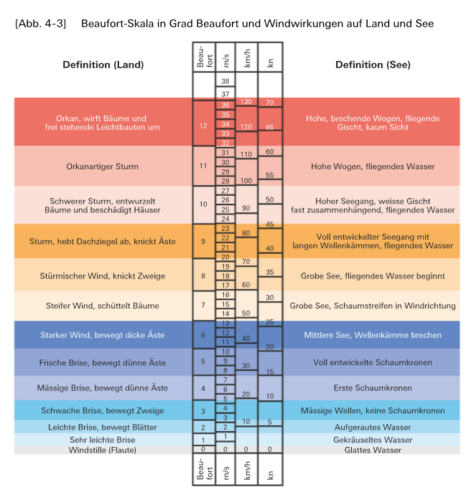 [Abb. 4-3] Beaufort-Skala in Grad Beaufort und Windwirkungen auf Land und See
Definition (Land) Beau-fort m/s km/h kn Definition (See)
38
37
36 130 70
35
Orkan, wirft Bäume und Hohe, brechende Wogen, fliegende
frei stehende Leichtbauten um 12 34 120 65 Gischt, kaum Sicht
33
32
31 110 60
Orkanartiger Sturm 11 30 Hohe Wogen, fliegendes Wasser
29
28 100 55
27
Schwerer Sturm, entwurzelt 26 50 Hoher Seegang, weisse Gischt
Bäume und beschädigt Häuser 10 25 90 fast zusammenhängend, fliegendes Wasser
24 45
23 80
Sturm, hebt Dachziegel ab, knickt Äste 9 22 Voll entwickelter Seegang mit
21 40 langen Wellenkämmen, fliegendes Wasser
20 70
19
Stürmischer Wind, knickt Zweige 8 18 35 Grobe See, fliegendes Wasser beginnt
17 60
16 30
Steifer Wind, schüttelt Bäume 7 15 Grobe See, Schaumstreifen in Windrichtung
14 50
13 25
Starker Wind, bewegt dicke Äste 6 12 Mittlere See, Wellenkämme brechen
11 40 20
10
Frische Brise, bewegt dünne Äste 5 9 Voll entwickelte Schaumkronen
8 30 15
7
Mässige Brise, bewegt dünne Äste 4 6 Erste Schaumkronen
5 20 10
Schwache Brise, bewegt Zweige 3 4 Mässige Wellen, keine Schaumkronen
3
Leichte Brise, bewegt Blätter 2 2 10 5 Aufgerautes Wasser
Sehr leichte Brise 1 1 Gekräuseltes Wasser
Windstille (Flaute) 0 0 0 0 Glattes Wasser
Beau-fort m/s km/h kn